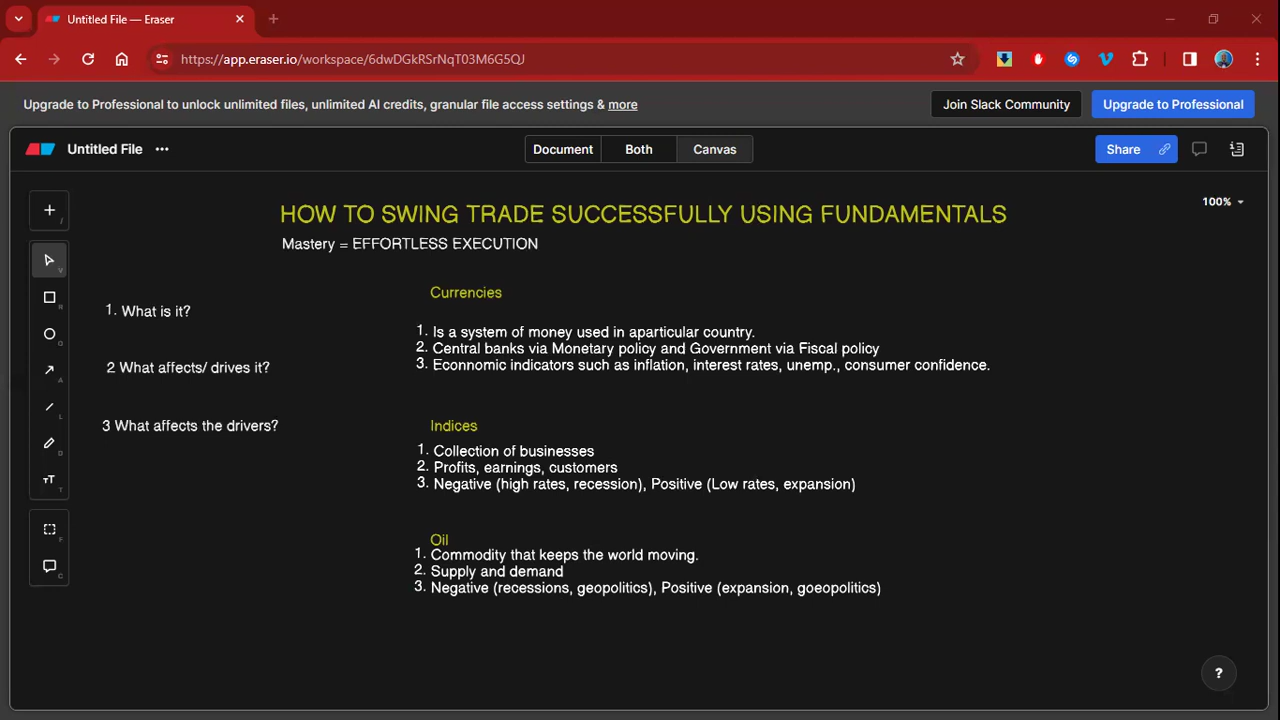 Untitled File — Eraser
https://app.eraser.io/workspace/6dwDGkRSrNqT03M6G5QJ
Upgrade to Professional to unlock unlimited files, unlimited AI credits, granular file access settings & more
Join Slack Community
Upgrade to Professional
Untitled File
Document
Both
Canvas
Share
100%
HOW TO SWING TRADE SUCCESSFULLY USING FUNDAMENTALS
Mastery = EFFORTLESS EXECUTION
1. What is it?
2 What affects/ drives it?
3 What affects the drivers?
Currencies
1. Is a system of money used in aparticular country.
2. Central banks via Monetary policy and Government via Fiscal policy
3. Econnomic indicators such as inflation, interest rates, unemp., consumer confidence.
Indices
1. Collection of businesses
2. Profits, earnings, customers
3. Negative (high rates, recession), Positive (Low rates, expansion)
Oil
1. Commodity that keeps the world moving.
2. Supply and demand
3. Negative (recessions, geopolitics), Positive (expansion, goeopolitics)
/
V
R
O
A
L
D
T
F
C
?